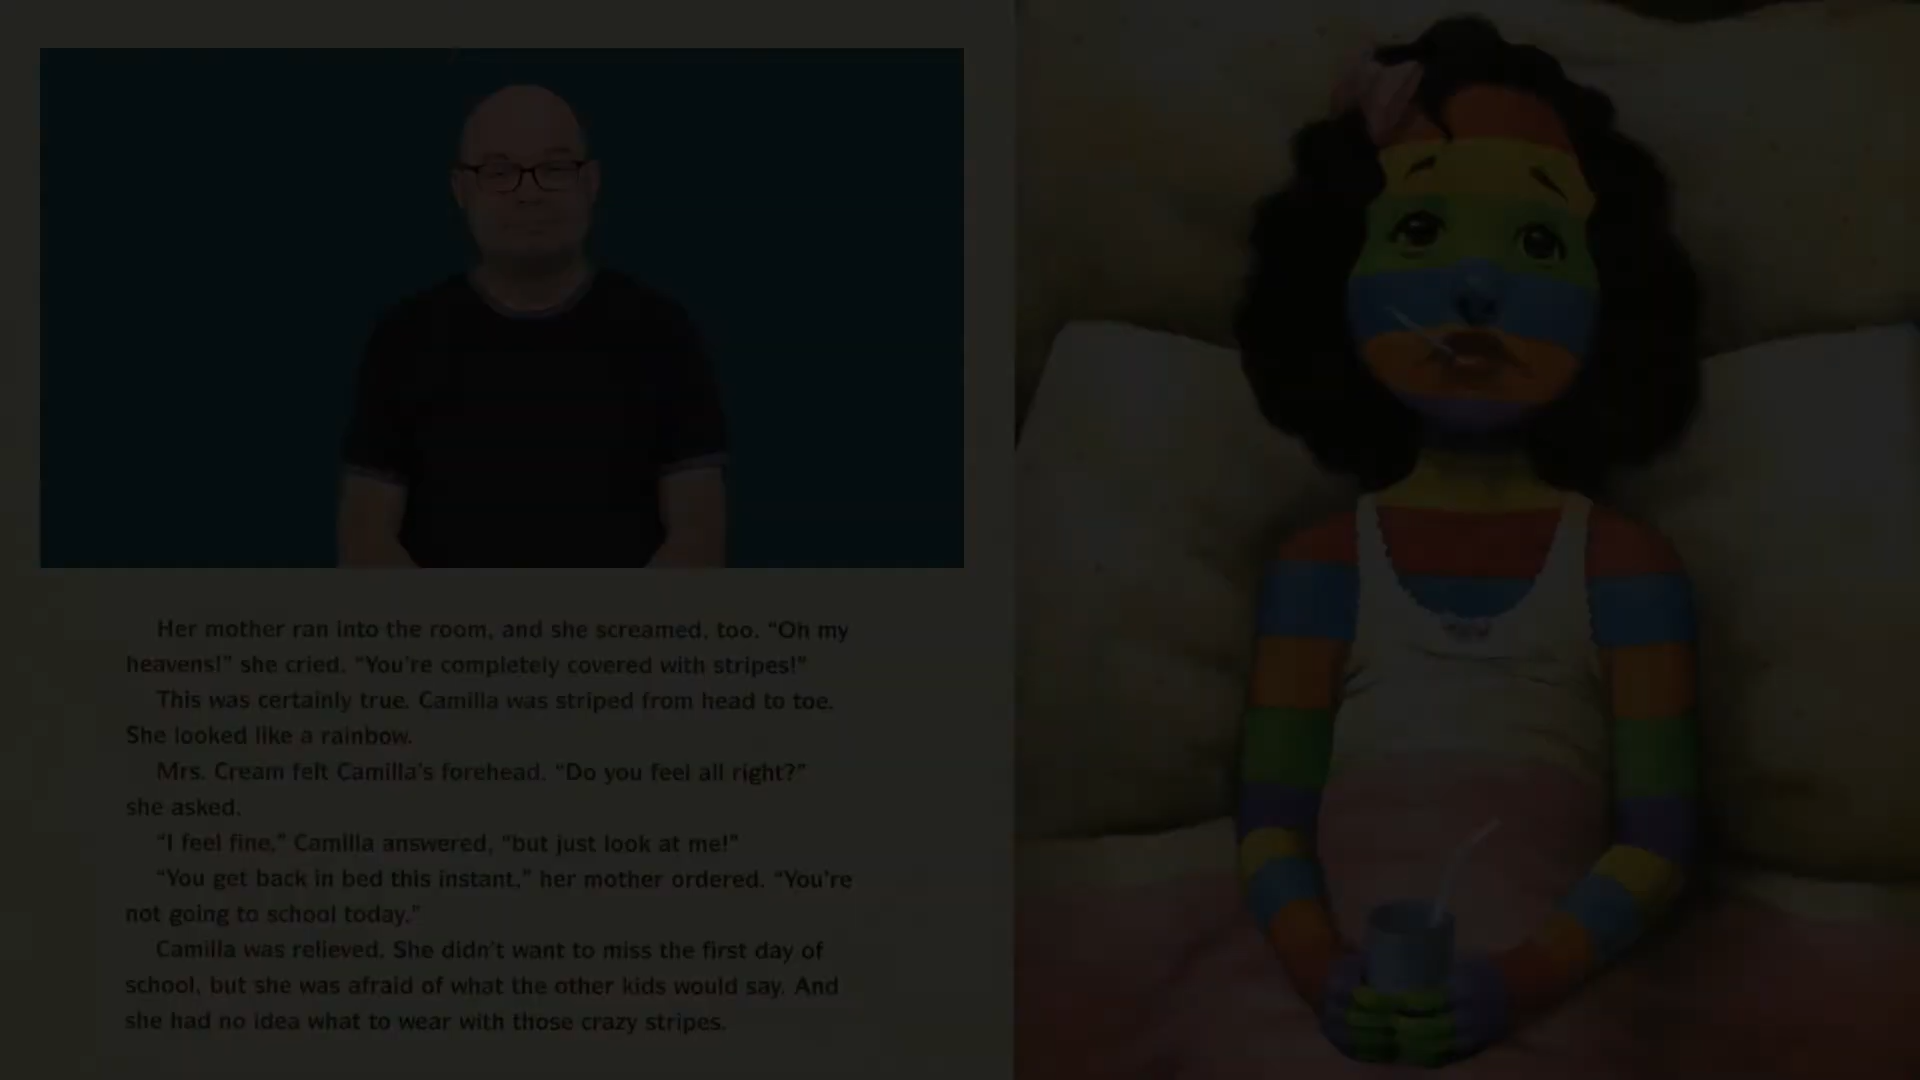 Her mother ran into the room, and she screamed, too. “Oh my
heavens!” she cried. “You’re completely covered with stripes!”
This was certainly true. Camilla was striped from head to toe.
She looked like a rainbow.
Mrs. Cream felt Camilla’s forehead. “Do you feel all right?”
she asked.
“I feel fine,” Camilla answered, “but just look at me!”
“You get back in bed this instant,” her mother ordered. “You’re
not going to school today.”
Camilla was relieved. She didn’t want to miss the first day of
school, but she was afraid of what the other kids would say. And
she had no idea what to wear with those crazy stripes.